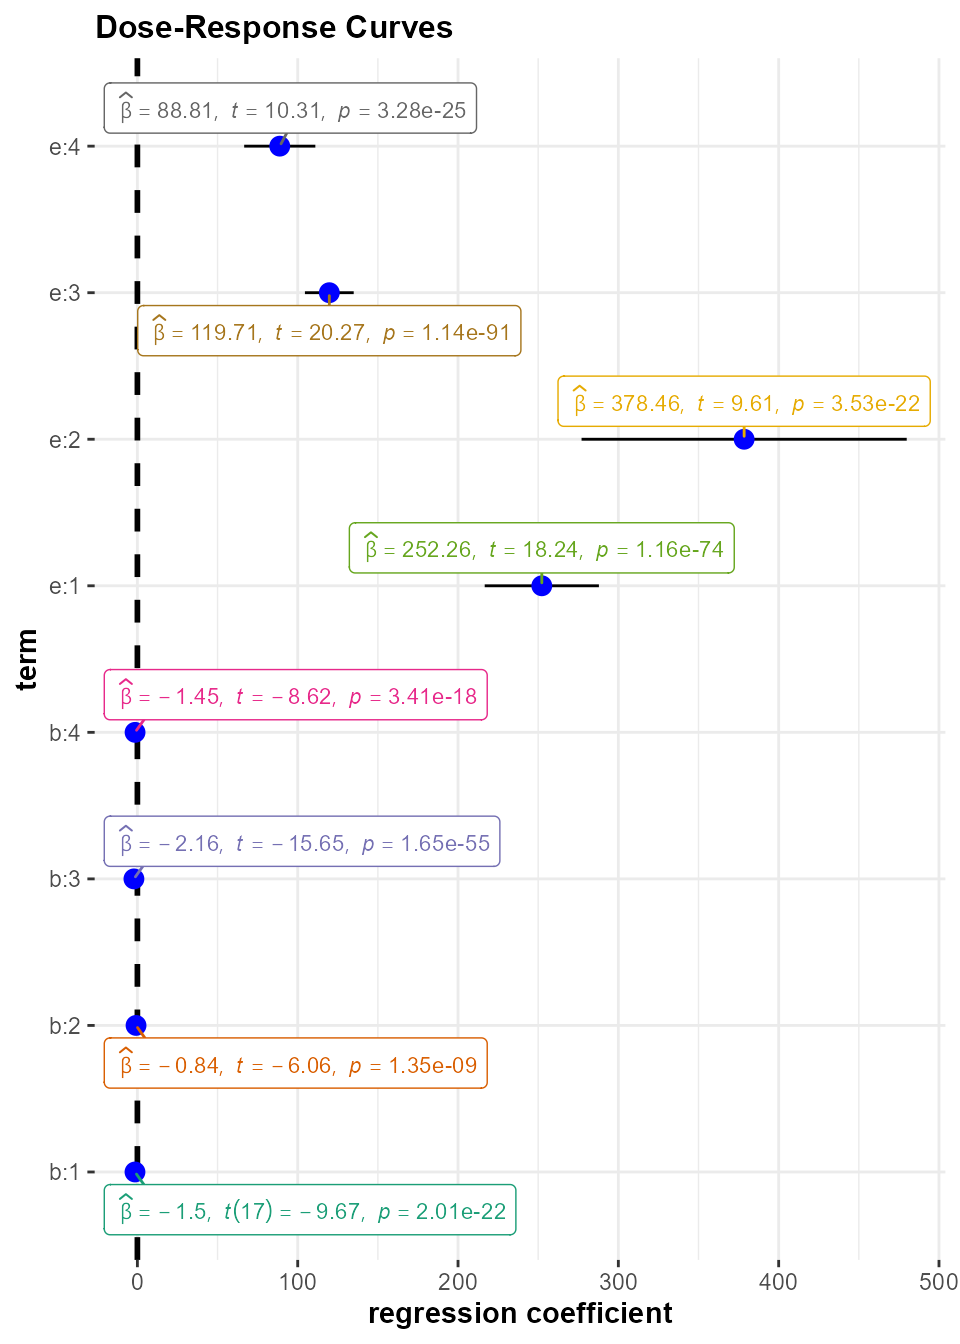 Dose-Response Curves
β̂ = 88.81, t = 10.31, p = 3.28e-25
e:4
e:3
β̂ = 119.71, t = 20.27, p = 1.14e-91
β̂ = 378.46, t = 9.61, p = 3.53e-22
e:2
β̂ = 252.26, t = 18.24, p = 1.16e-74
e:1
term
β̂ = −1.45, t = −8.62, p = 3.41e-18
b:4
β̂ = −2.16, t = −15.65, p = 1.65e-55
b:3
b:2
β̂ = −0.84, t = −6.06, p = 1.35e-09
b:1
β̂ = −1.5, t(17) = −9.67, p = 2.01e-22
0 100 200 300 400 500
regression coefficient